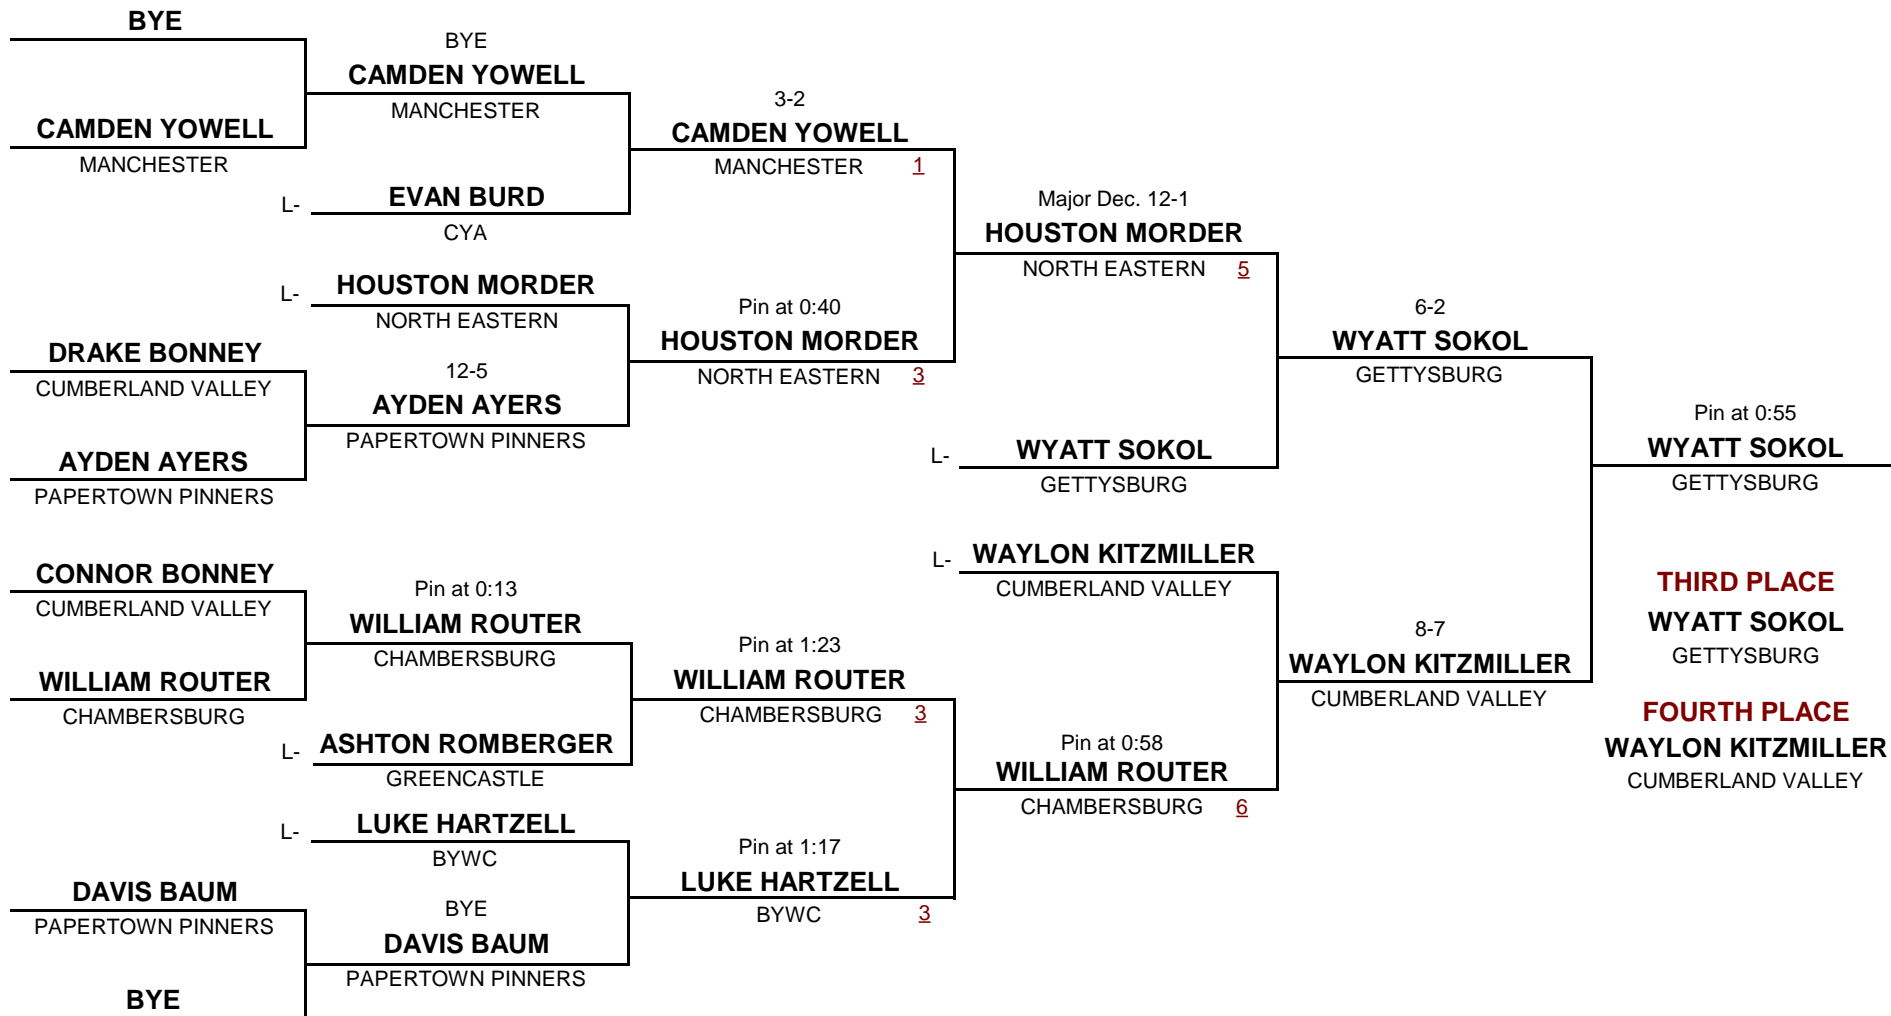 BYE
CAMDEN YOWELL
MANCHESTER
DRAKE BONNEY
CUMBERLAND VALLEY
AYDEN AYERS
PAPERTOWN PINNERS
CONNOR BONNEY
CUMBERLAND VALLEY
WILLIAM ROUTER
CHAMBERSBURG
DAVIS BAUM
PAPERTOWN PINNERS
BYE
BYE
CAMDEN YOWELL
MANCHESTER
L- EVAN BURD
CYA
L- HOUSTON MORDER
NORTH EASTERN
12-5
AYDEN AYERS
PAPERTOWN PINNERS
Pin at 0:13
WILLIAM ROUTER
CHAMBERSBURG
L- ASHTON ROMBERGER
GREENCASTLE
L- LUKE HARTZELL
BYWC
BYE
DAVIS BAUM
PAPERTOWN PINNERS
3-2
CAMDEN YOWELL
MANCHESTER 1
Pin at 0:40
HOUSTON MORDER
NORTH EASTERN 3
Pin at 1:23
WILLIAM ROUTER
CHAMBERSBURG 3
Pin at 1:17
LUKE HARTZELL
BYWC 3
Major Dec. 12-1
HOUSTON MORDER
NORTH EASTERN 5
L- WYATT SOKOL
GETTYSBURG
L- WAYLON KITZMILLER
CUMBERLAND VALLEY
Pin at 0:58
WILLIAM ROUTER
CHAMBERSBURG 6
6-2
WYATT SOKOL
GETTYSBURG
8-7
WAYLON KITZMILLER
CUMBERLAND VALLEY
Pin at 0:55
WYATT SOKOL
GETTYSBURG
THIRD PLACE
WYATT SOKOL
GETTYSBURG
FOURTH PLACE
WAYLON KITZMILLER
CUMBERLAND VALLEY